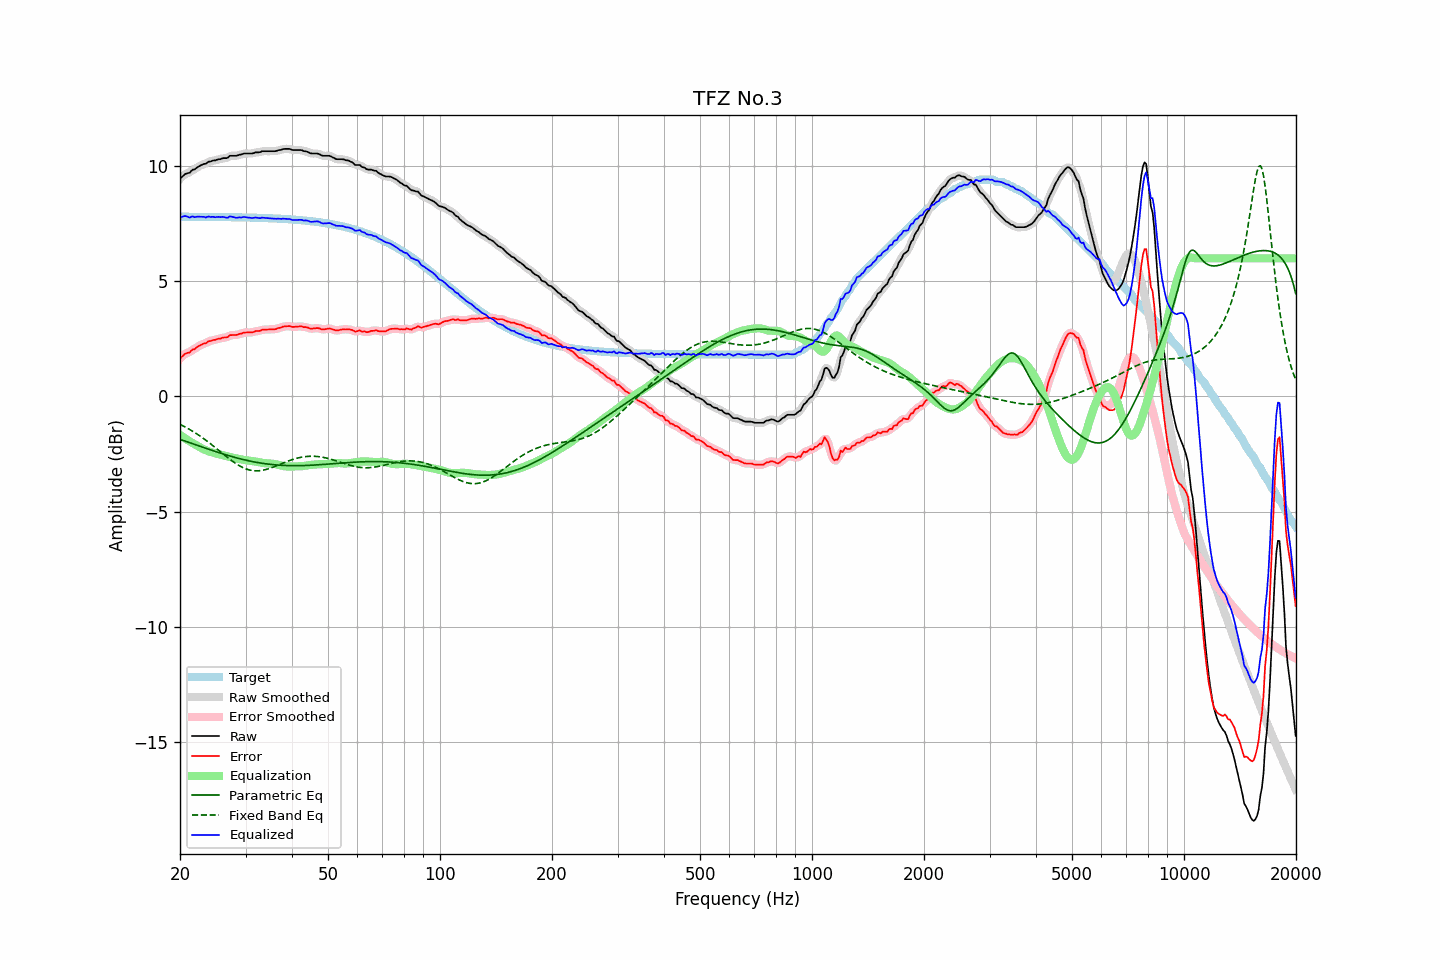 TFZ No.3
10
5
0
−5
−10
−15
Amplitude (dBr)
Target
Raw Smoothed
Error Smoothed
Raw
Error
Equalization
Parametric Eq
Fixed Band Eq
Equalized
20 50 100 200 500 1000 2000 5000 10000 20000
Frequency (Hz)